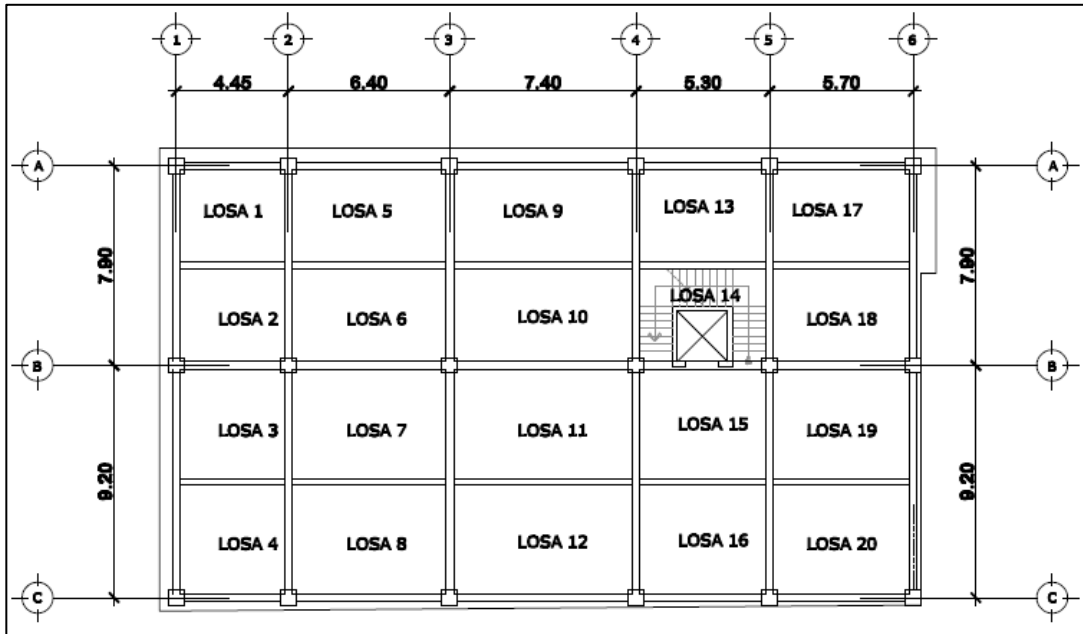 1 2 3 4 5 6
4.45 6.40 7.40 5.30 5.70
A A
LOSA 1 LOSA 5 LOSA 9 LOSA 13 LOSA 17
7.90 7.90
LOSA 2 LOSA 6 LOSA 10 LOSA 14 LOSA 18
B B
LOSA 3 LOSA 7 LOSA 11 LOSA 15 LOSA 19
9.20 9.20
LOSA 4 LOSA 8 LOSA 12 LOSA 16 LOSA 20
C C